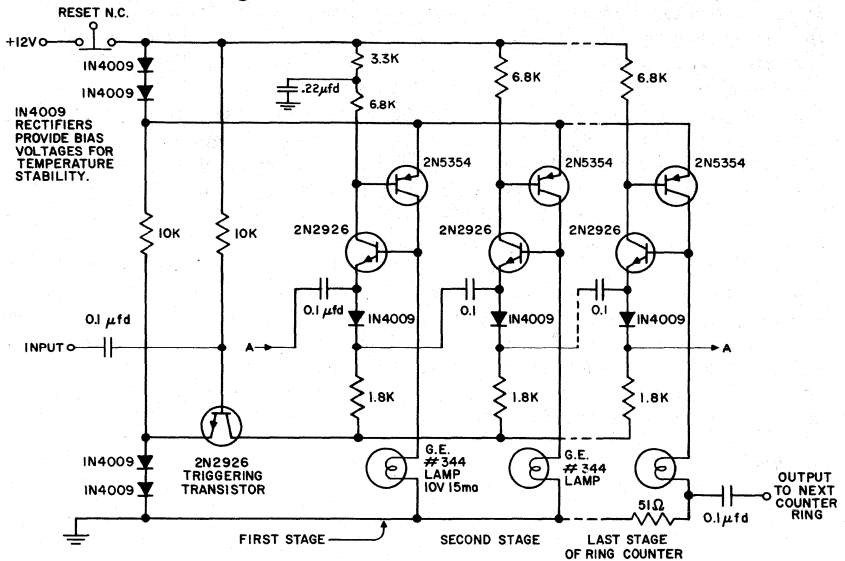 RESET N.C.
+12V
IN4009
IN4009
3.3K
.22µfd
6.8K
6.8K
6.8K
IN4009
RECTIFIERS
PROVIDE BIAS
VOLTAGES FOR
TEMPERATURE
STABILITY.
2N5354
2N5354
2N5354
10K
10K
2N2926
2N2926
2N2926
0.1 µfd
0.1 µfd
IN4009
0.1
IN4009
0.1
IN4009
INPUT
A
A
1.8K
1.8K
1.8K
2N2926
TRIGGERING
TRANSISTOR
IN4009
IN4009
G.E.
#344
LAMP
10V 15ma
G.E.
#344
LAMP
51Ω
0.1µfd
OUTPUT
TO NEXT
COUNTER
RING
FIRST STAGE
SECOND STAGE
LAST STAGE
OF RING COUNTER